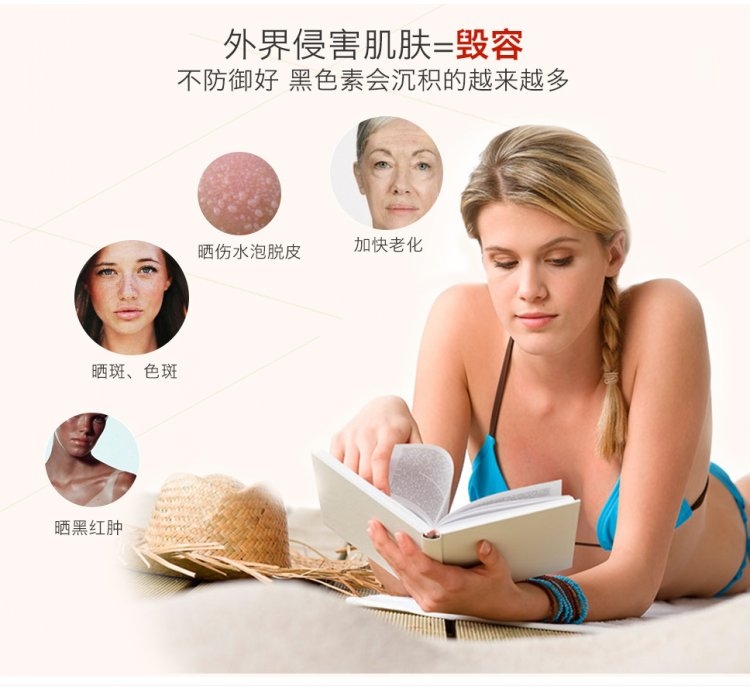 外界侵害肌肤=毁容
不防御好 黑色素会沉积的越来越多
晒伤水泡脱皮
加快老化
晒斑、色斑
晒黑红肿